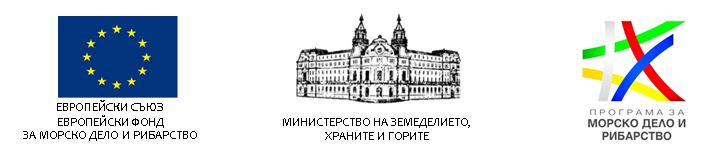 ЕВРОПЕЙСКИ СЪЮЗ
ЕВРОПЕЙСКИ ФОНД
ЗА МОРСКО ДЕЛО И РИБАРСТВО
МИНИСТЕРСТВО НА ЗЕМЕДЕЛИЕТО,
ХРАНИТЕ И ГОРИТЕ
ПРОГРАМА ЗА
МОРСКО ДЕЛО И
РИБАРСТВО